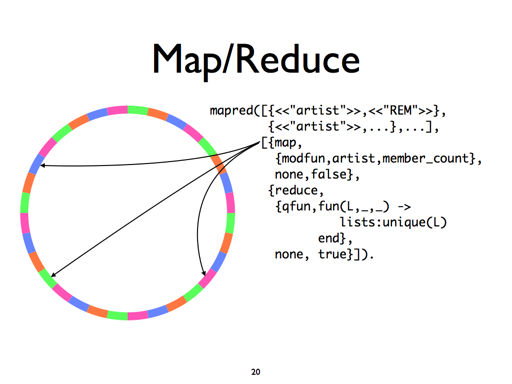 Map/Reduce
mapred([{<<"artist">>,<<"REM">>},
{<<"artist">>,...},...],
[{map,
{modfun,artist,member_count},
none,false},
{reduce,
{qfun,fun(L,_,_) ->
lists:unique(L)
end},
none, true}]).
20